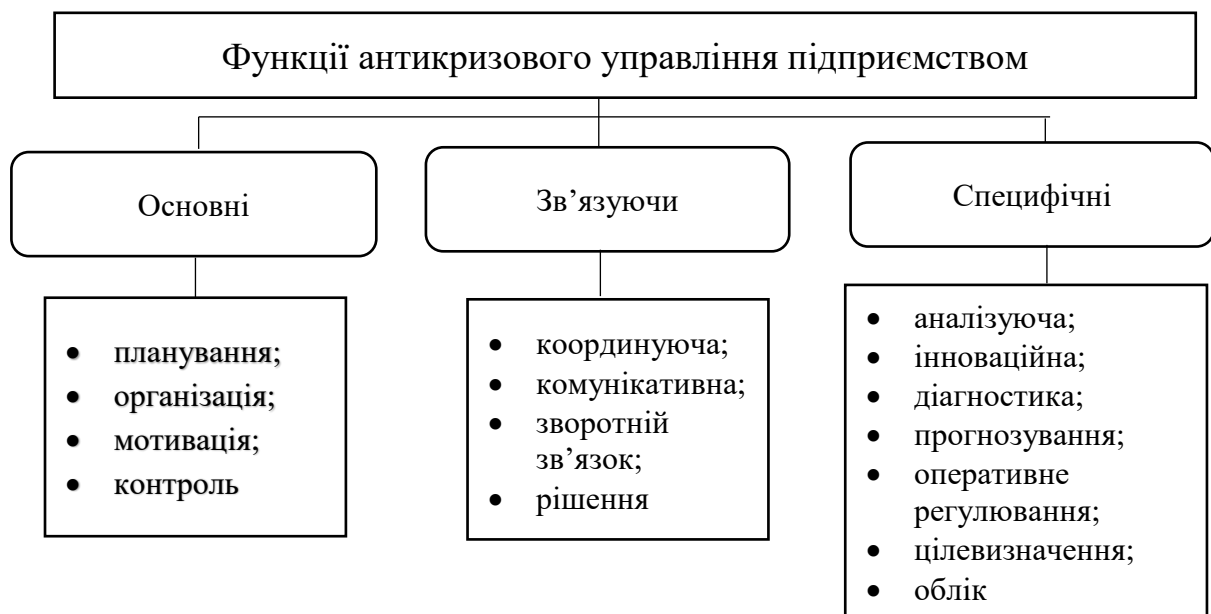 Функції антикризового управління підприємством
Основні
Зв’язуючи
Специфічні
• планування;
• організація;
• мотивація;
• контроль
• координуюча;
• комунікативна;
• зворотній
зв’язок;
• рішення
• аналізуюча;
• інноваційна;
• діагностика;
• прогнозування;
• оперативне
регулювання;
• цілевизначення;
• облік